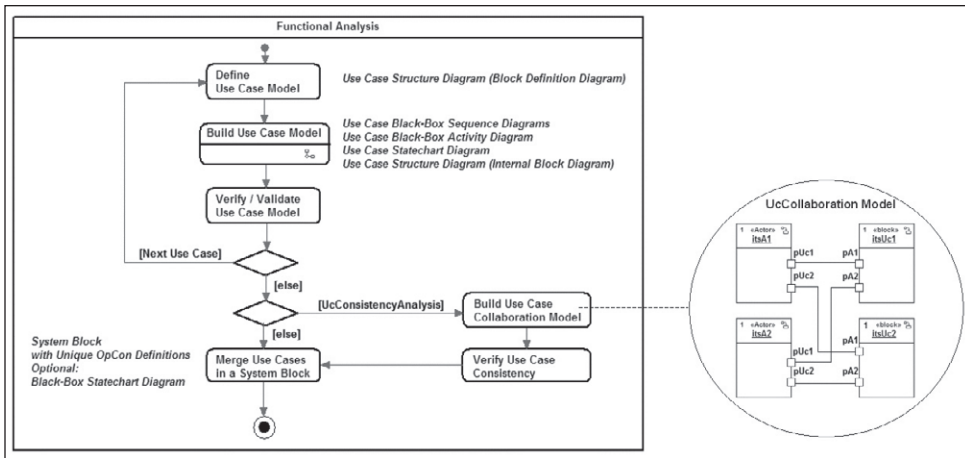 Functional Analysis
Define
Use Case Model
Use Case Structure Diagram (Block Definition Diagram)
Build Use Case Model
Use Case Black-Box Sequence Diagrams
Use Case Black-Box Activity Diagram
Use Case Statechart Diagram
Use Case Structure Diagram (Internal Block Diagram)
Verify / Validate
Use Case Model
[Next Use Case]
[else]
[UcConsistencyAnalysis]
Build Use Case
Collaboration Model
[else]
System Block
with Unique OpCon Definitions
Optional:
Black-Box Statechart Diagram
Merge Use Cases
in a System Block
Verify Use Case
Consistency
UcCollaboration Model
1 «Actor»
itsA1
pUc1
pUc2
1 «block»
itsUc1
pA1
pA2
1 «Actor»
itsA2
pUc1
pUc2
1 «block»
itsUc2
pA1
pA2